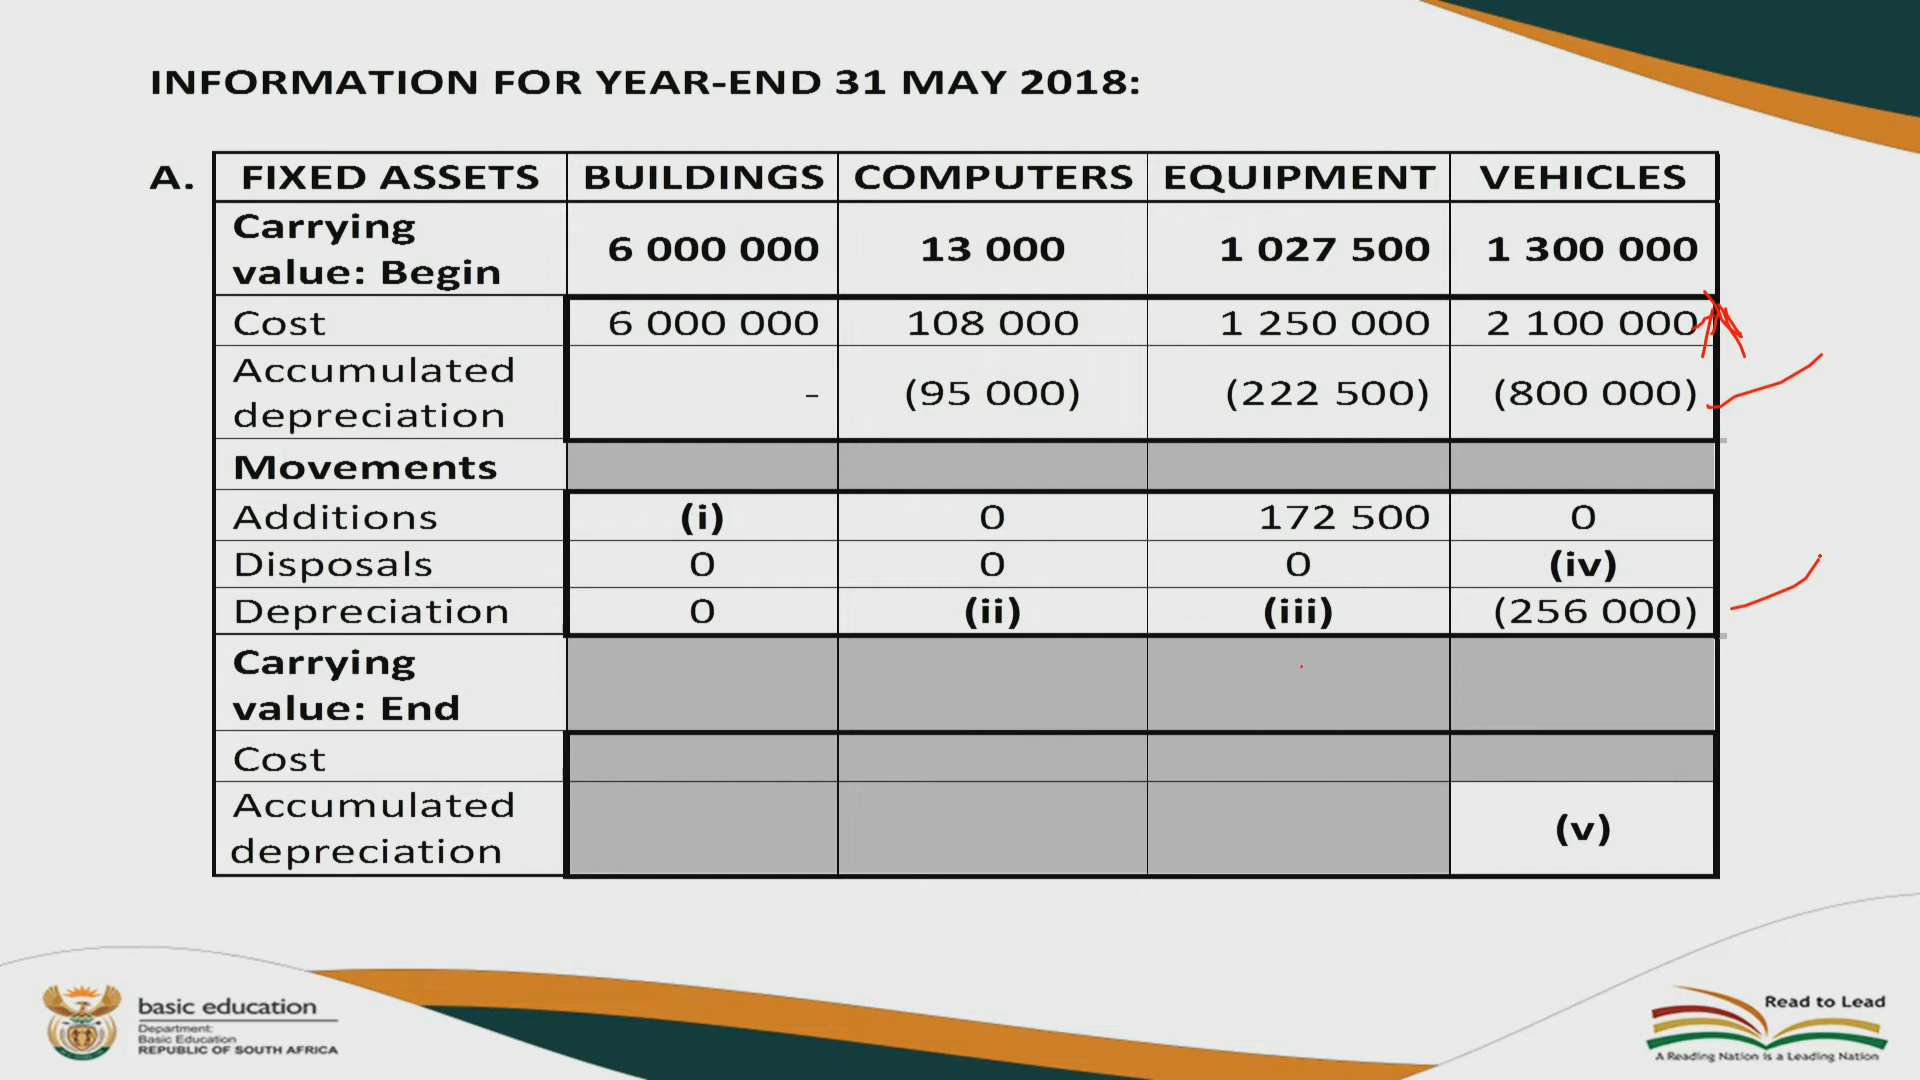 INFORMATION FOR YEAR-END 31 MAY 2018:
A. FIXED ASSETS BUILDINGS COMPUTERS EQUIPMENT VEHICLES
Carrying
value: Begin 6 000 000 13 000 1 027 500 1 300 000
Cost 6 000 000 108 000 1 250 000 2 100 000
Accumulated
depreciation - (95 000) (222 500) (800 000)
Movements
Additions (i) 0 172 500 0
Disposals 0 0 0 (iv)
Depreciation 0 (ii) (iii) (256 000)
Carrying
value: End
Cost
Accumulated
depreciation (v)
basic education
Department:
Basic Education
REPUBLIC OF SOUTH AFRICA
Read to Lead
A Reading Nation is a Leading Nation